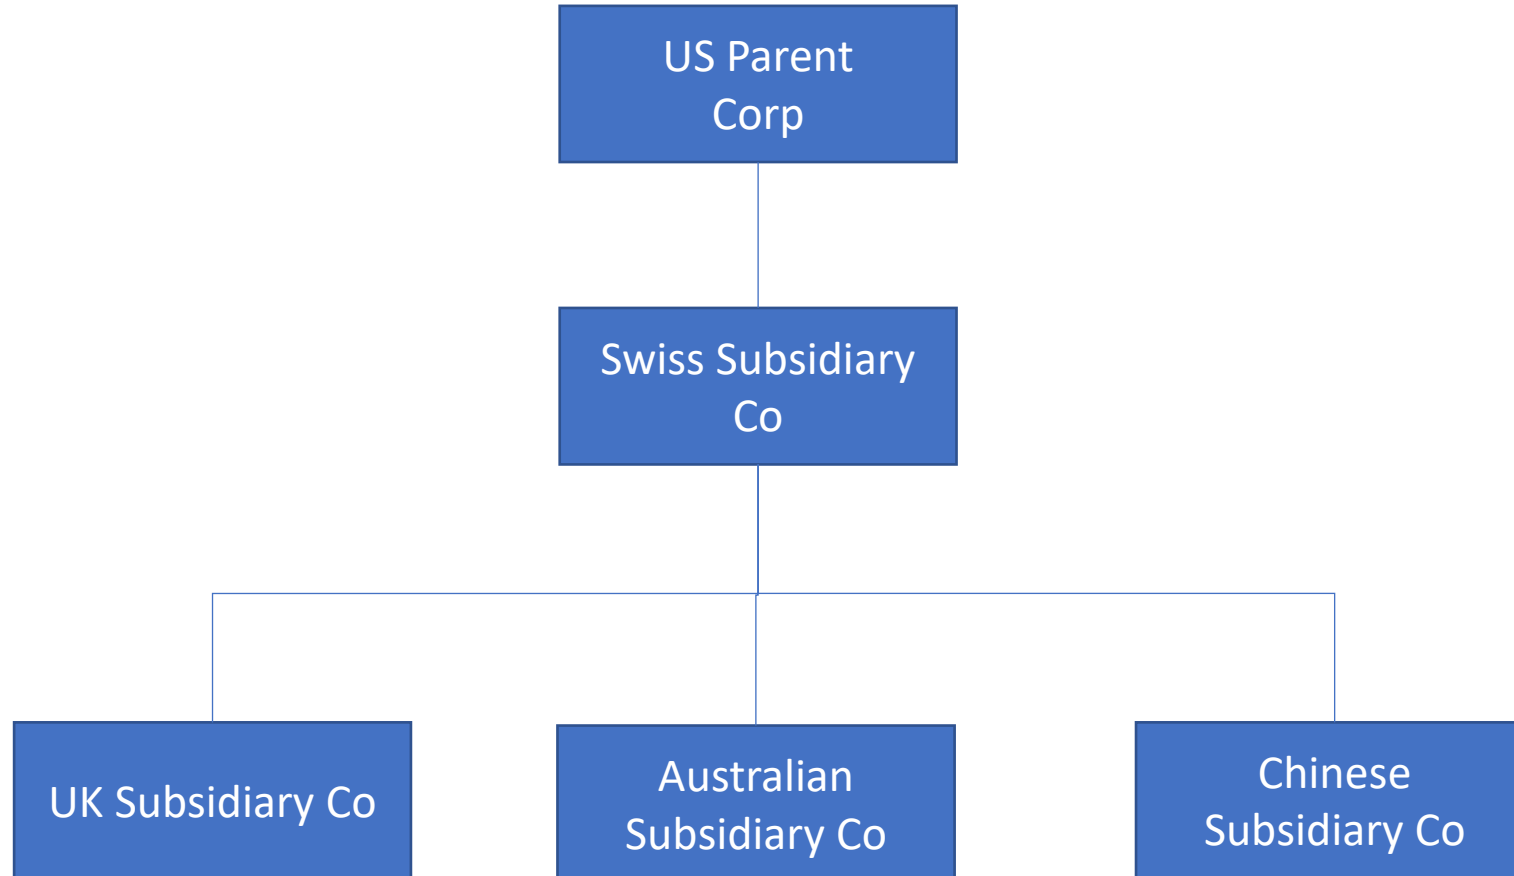 US Parent
Corp
Swiss Subsidiary
Co
UK Subsidiary Co
Australian
Subsidiary Co
Chinese
Subsidiary Co